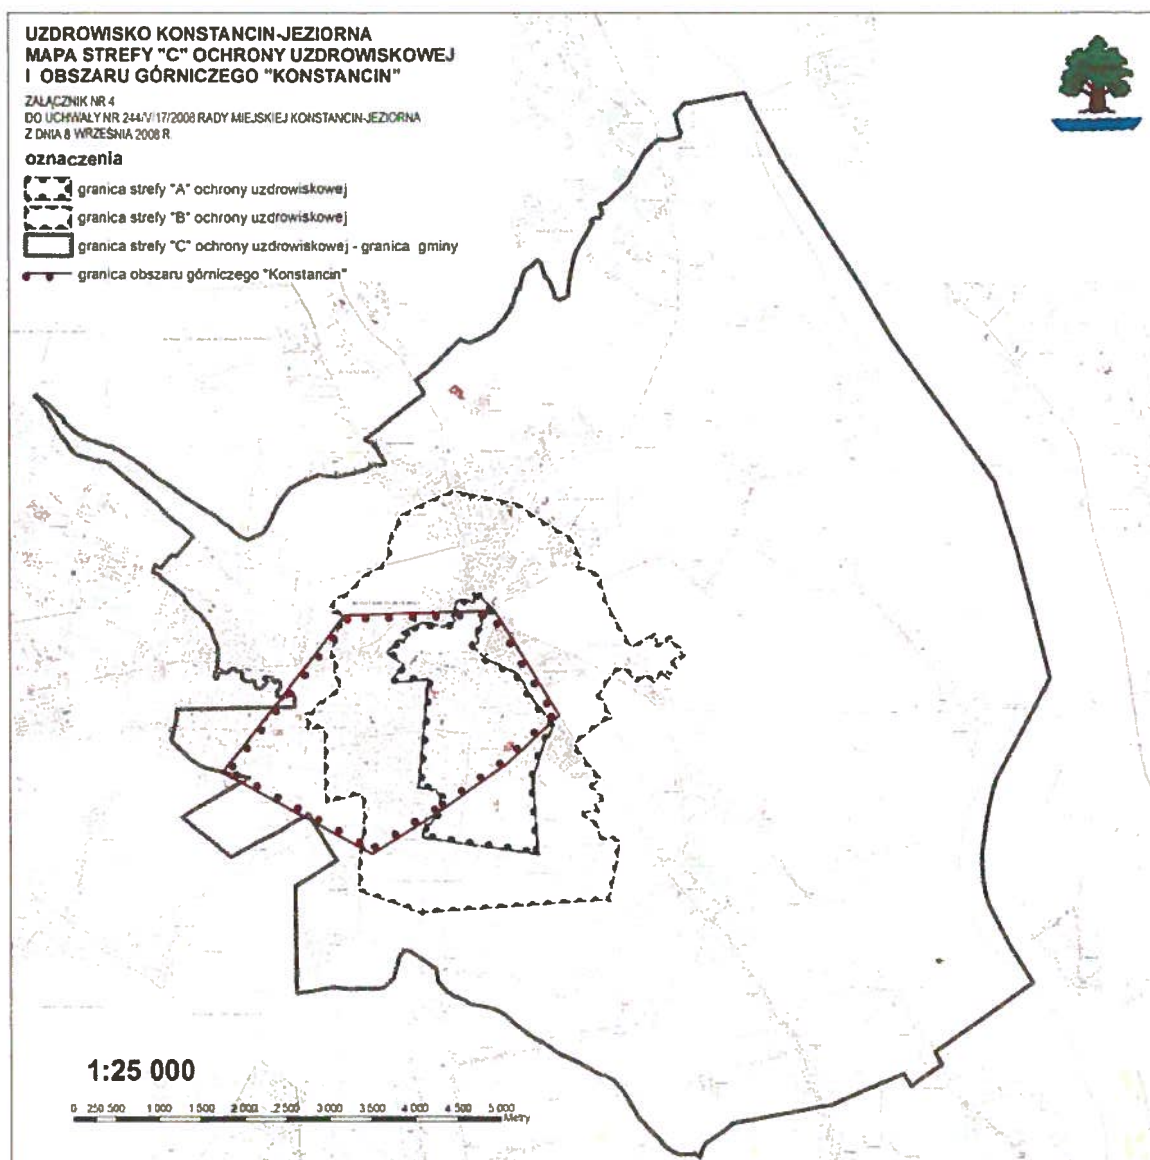 UZDROWISKO KONSTANCIN-JEZIORNA
MAPA STREFY "C" OCHRONY UZDROWISKOWEJ
I OBSZARU GÓRNICZEGO "KONSTANCIN"
ZAŁĄCZNIK NR 4
DO UCHWAŁY NR 244/V/17/2008 RADY MIEJSKIEJ KONSTANCIN-JEZIORNA
Z DNIA 8 WRZEŚNIA 2008 R
oznaczenia
granica strefy "A" ochrony uzdrowiskowej
granica strefy "B" ochrony uzdrowiskowej
granica strefy "C" ochrony uzdrowiskowej - granica gminy
granica obszaru górniczego "Konstancin"
1:25 000
0 250 500 1 000 1 500 2 000 2 500 3 000 3 500 4 000 4 500 5 000
Metry